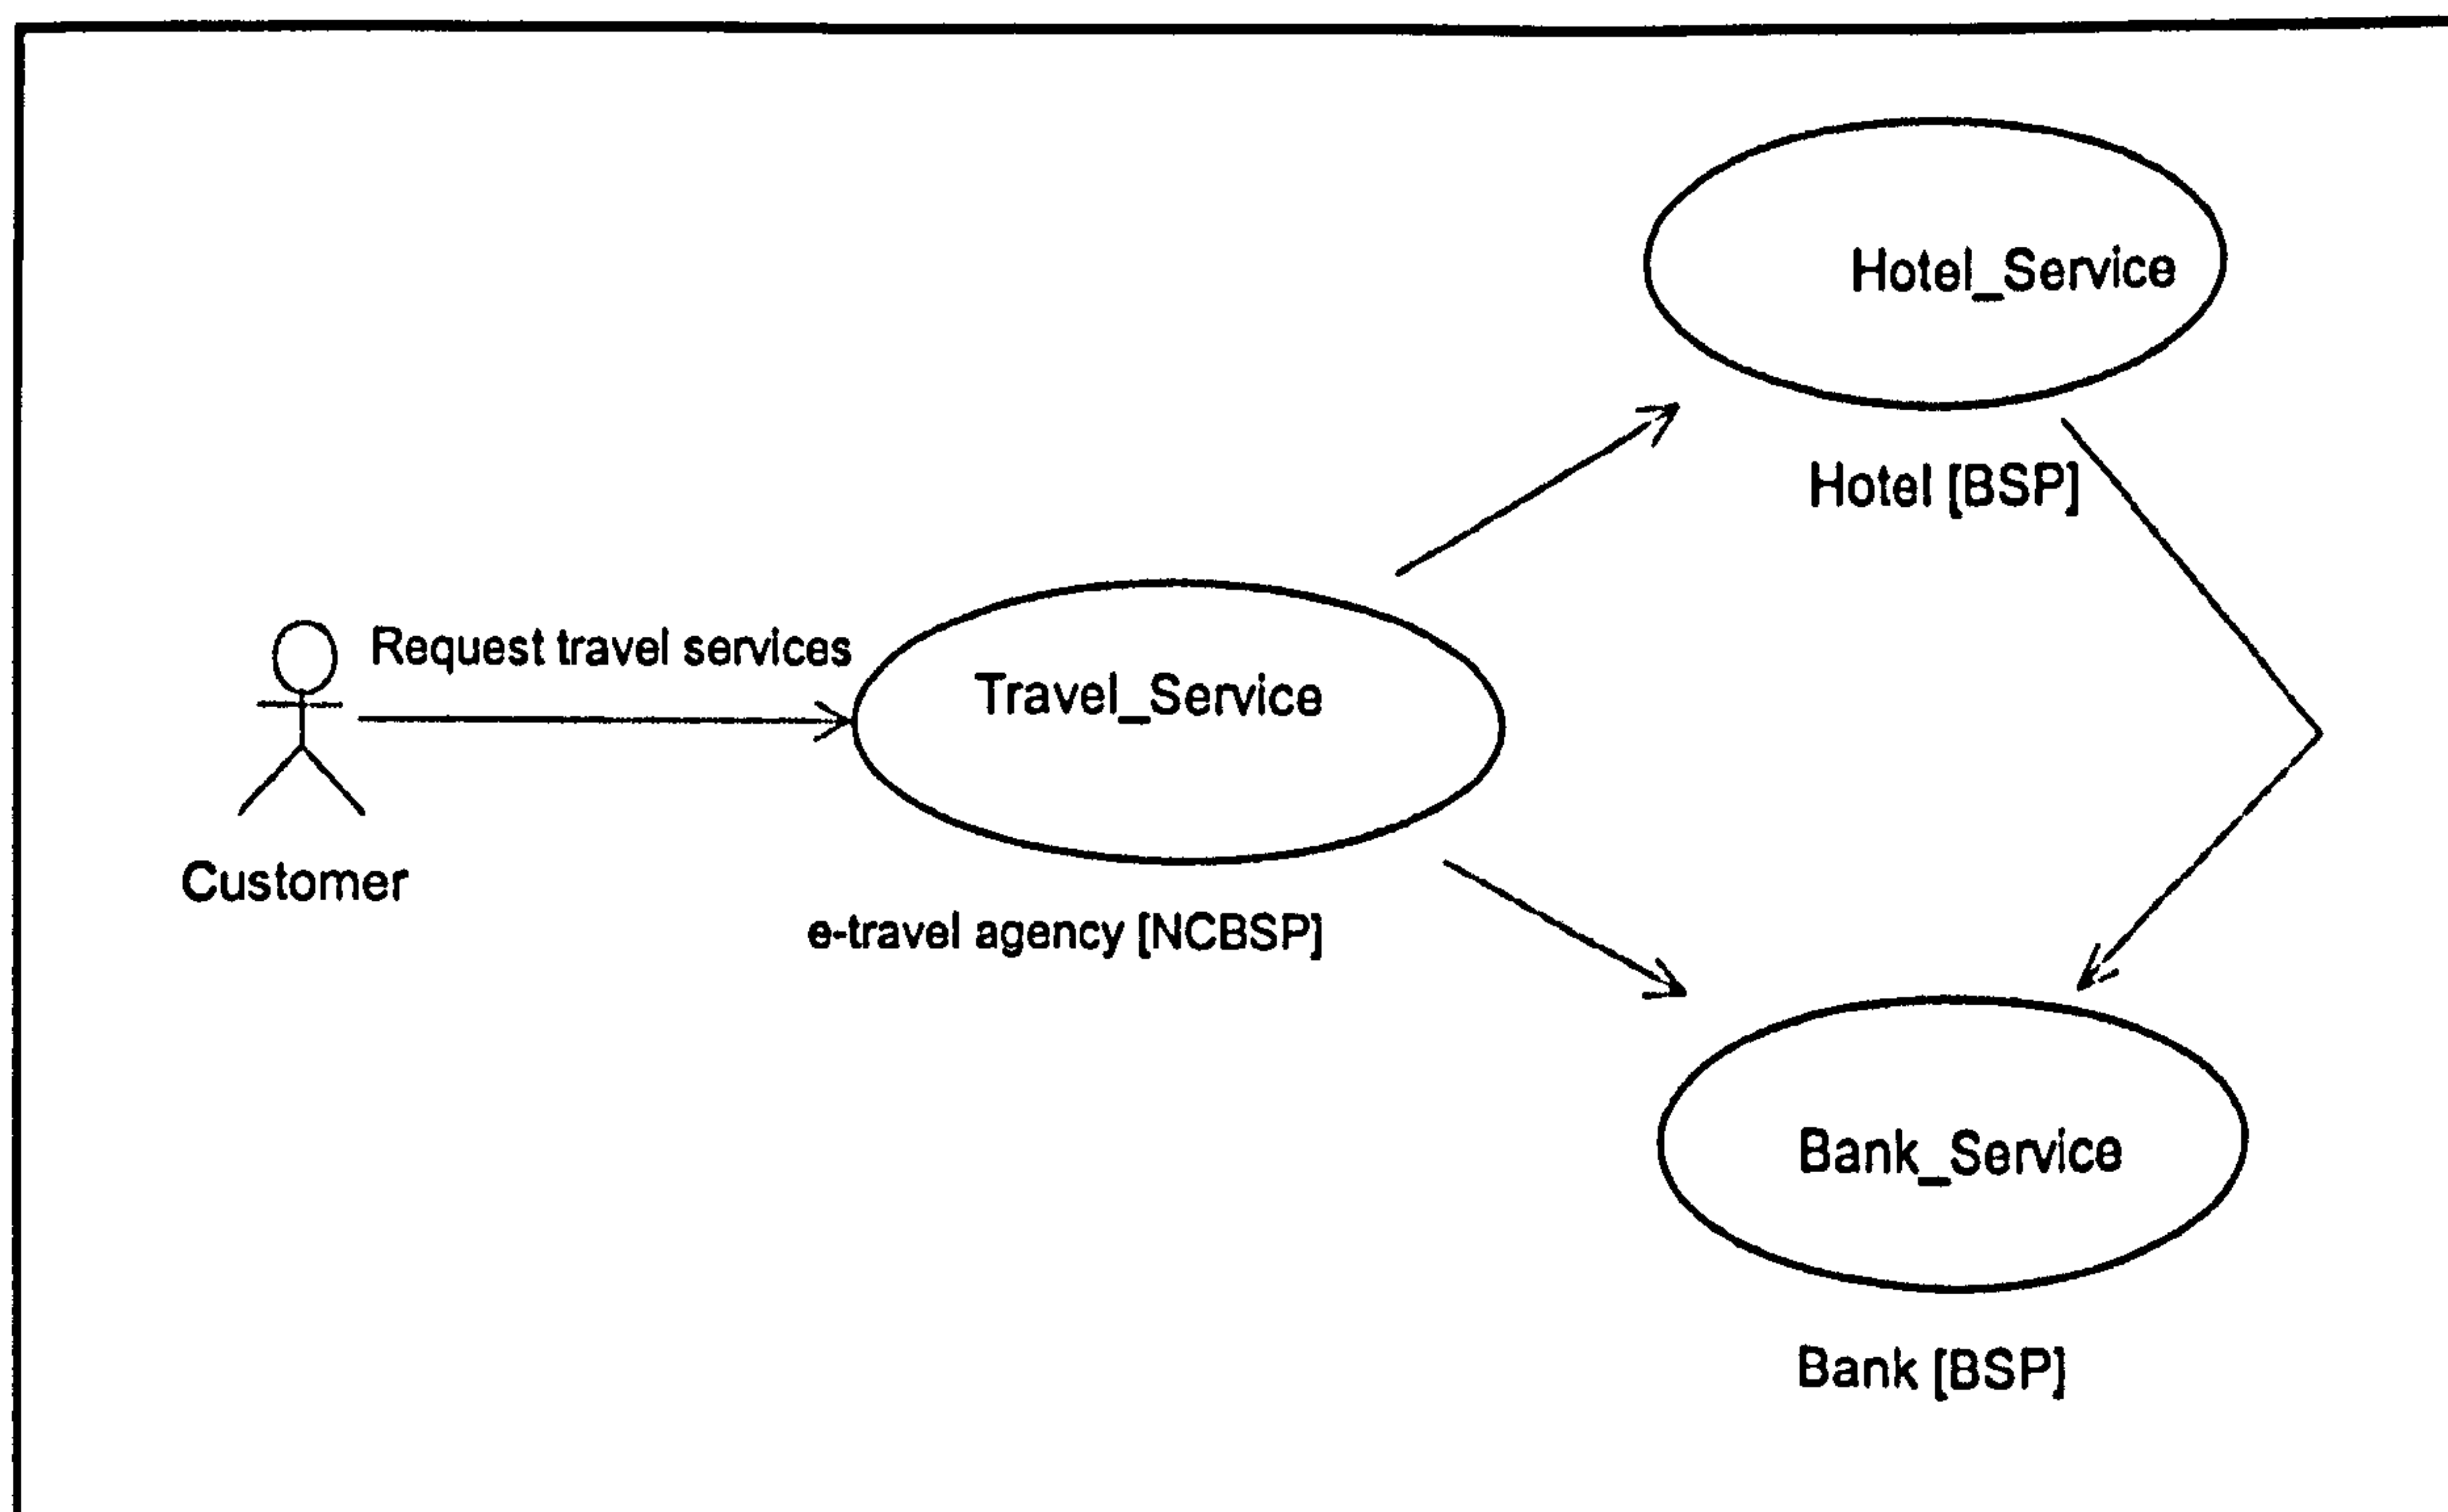 Hotel_Service
Hotel [BSP]
Request travel services
Travel_Service
Customer
e-travel agency [NCBSP]
Bank_Service
Bank [BSP]